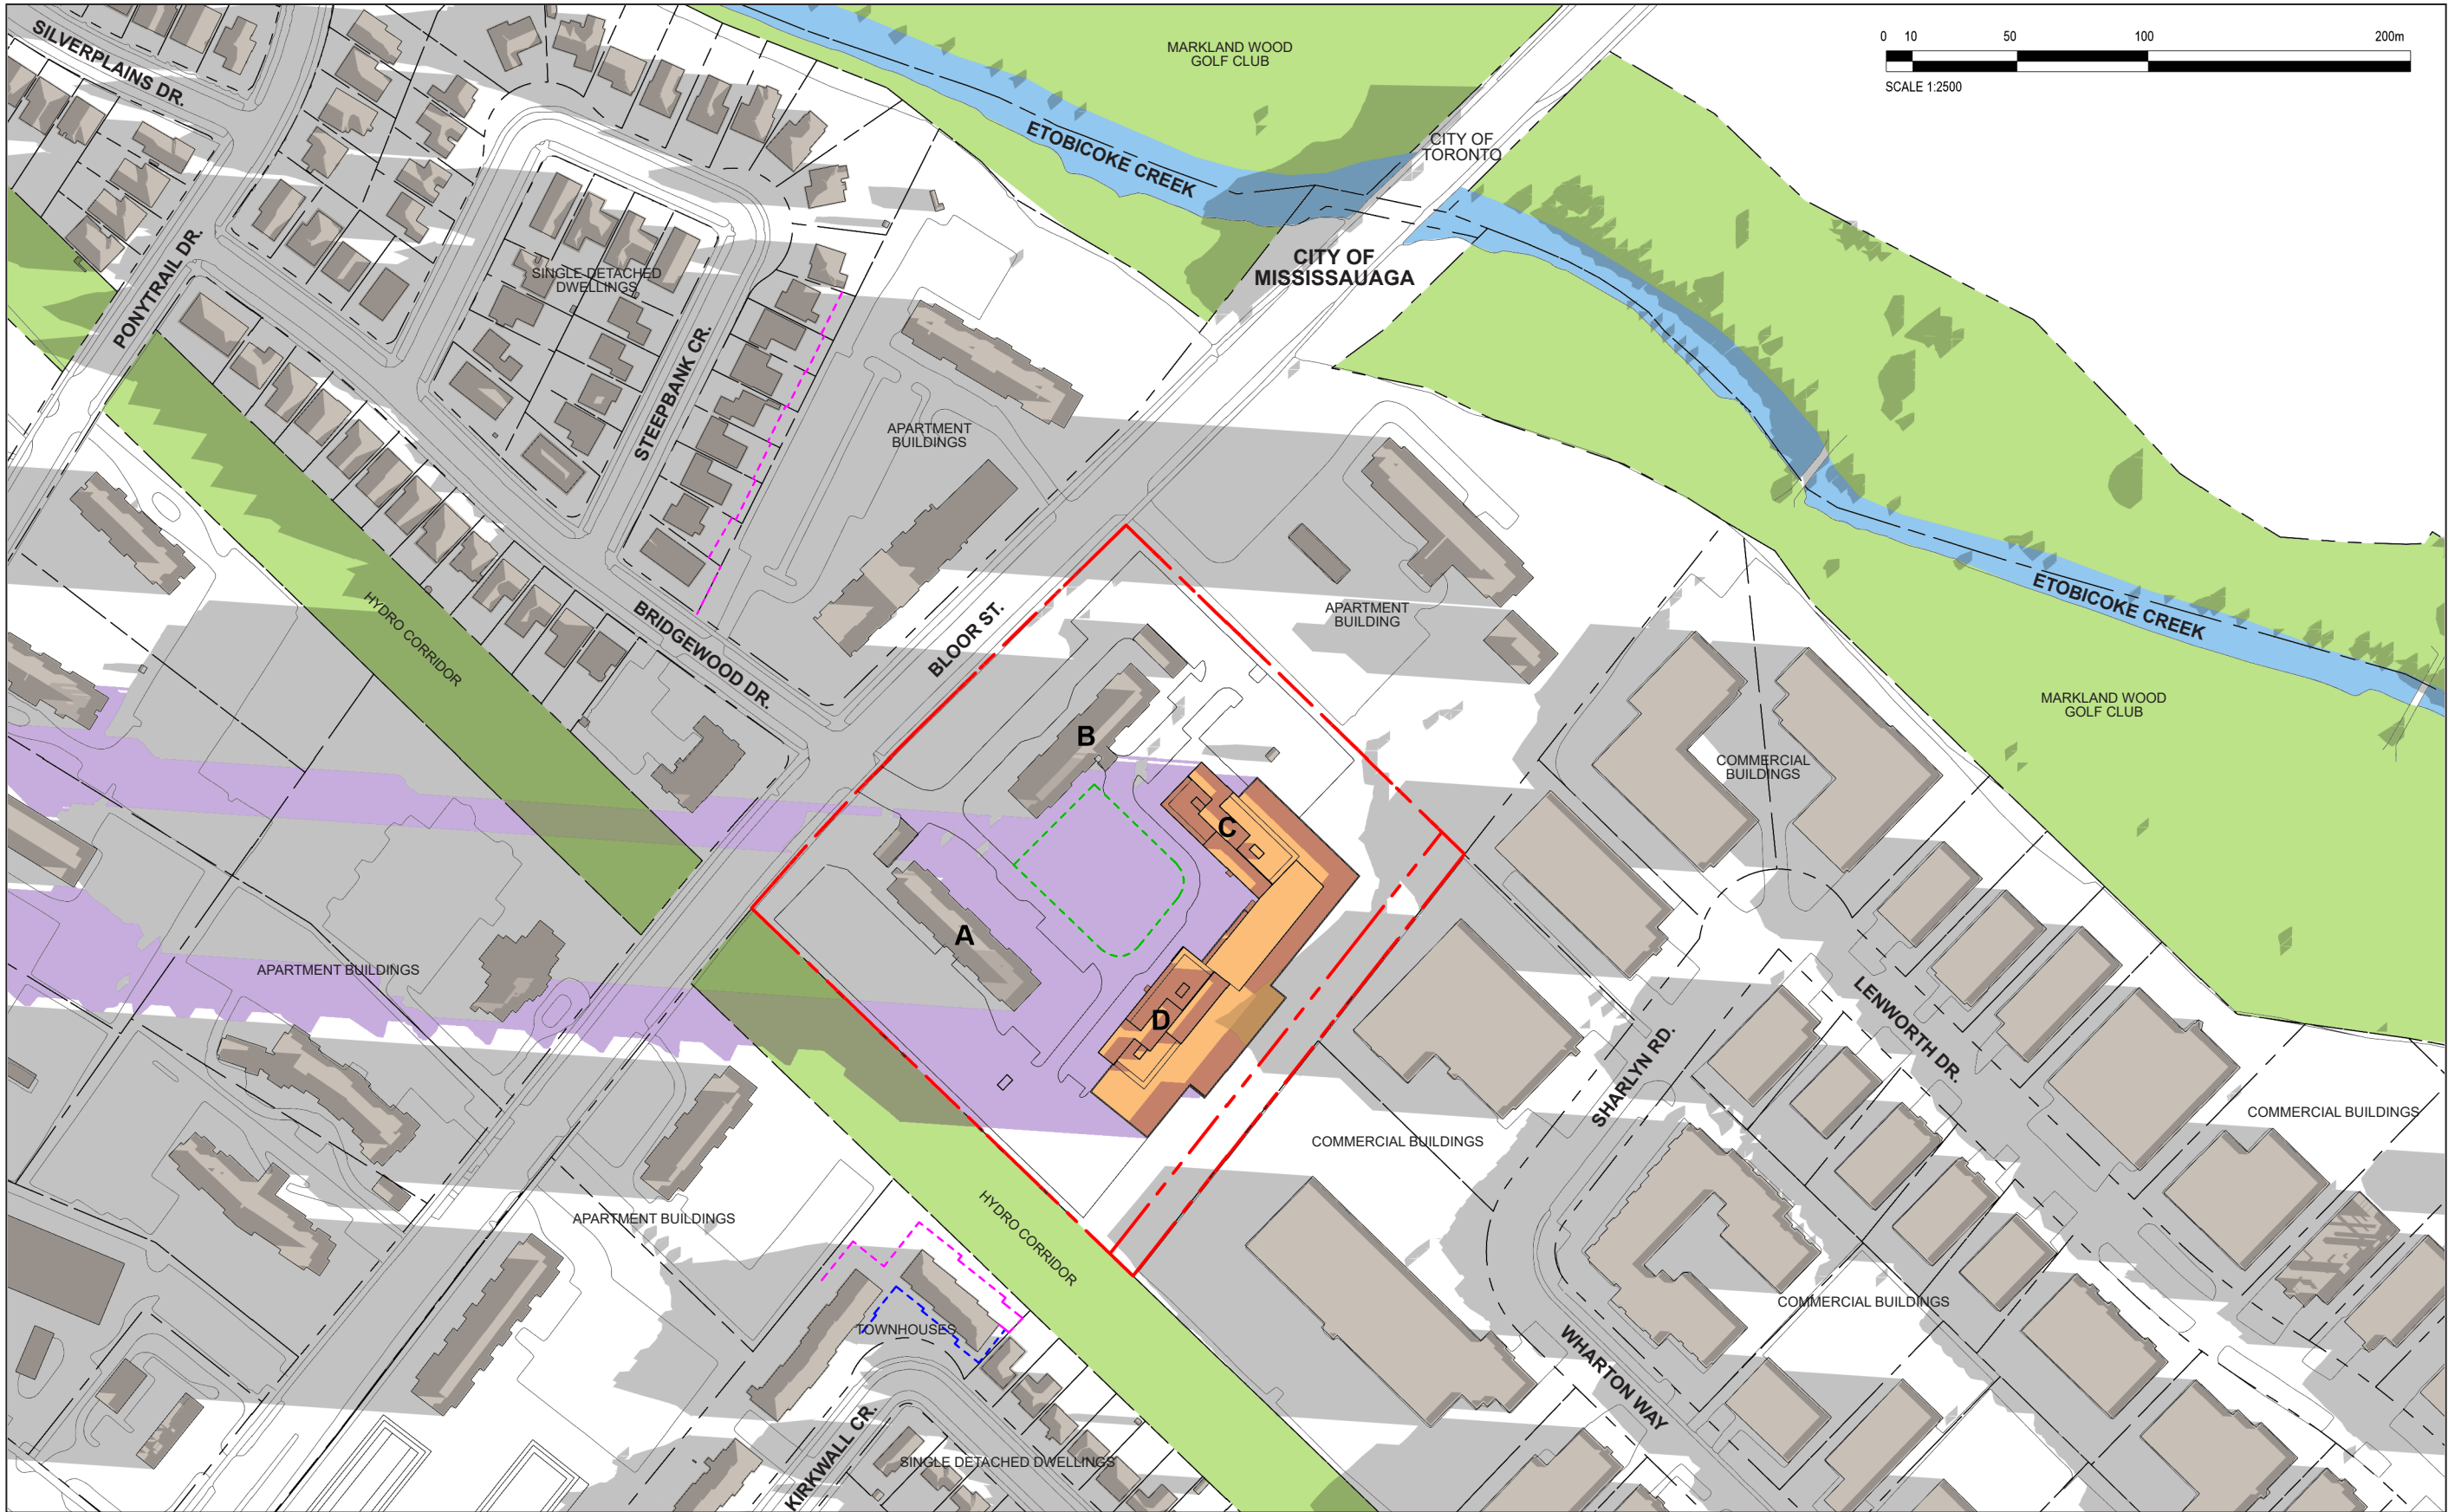 SILVERPLAINS DR.
MARKLAND WOOD
GOLF CLUB
0 10 50 100 200m
SCALE 1:2500
ETOBICOKE CREEK
CITY OF
TORONTO
CITY OF
MISSISSAUAGA
PONYTRAIL DR.
SINGLE DETACHED
DWELLINGS
STEEPBANK CR.
APARTMENT
BUILDINGS
HYDRO CORRIDOR
BRIDGEWOOD DR.
BLOOR ST.
APARTMENT
BUILDING
ETOBICOKE CREEK
MARKLAND WOOD
GOLF CLUB
COMMERCIAL
BUILDINGS
B
C
A
D
APARTMENT BUILDINGS
LENWORTH DR.
SHARLYN RD.
COMMERCIAL BUILDINGS
COMMERCIAL BUILDINGS
APARTMENT BUILDINGS
HYDRO CORRIDOR
COMMERCIAL BUILDINGS
TOWNHOUSES
WHARTON WAY
KIRKWALL CR.
SINGLE DETACHED DWELLINGS